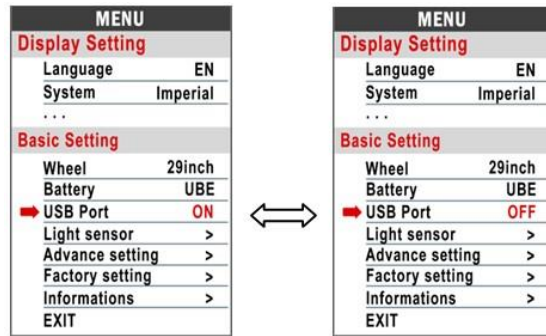 MENU
Display Setting
Language EN
System Imperial
. . .
Basic Setting
Wheel 29inch
Battery UBE
USB Port ON
Light sensor >
Advance setting >
Factory setting >
Informations >
EXIT
MENU
Display Setting
Language EN
System Imperial
. . .
Basic Setting
Wheel 29inch
Battery UBE
USB Port OFF
Light sensor >
Advance setting >
Factory setting >
Informations >
EXIT